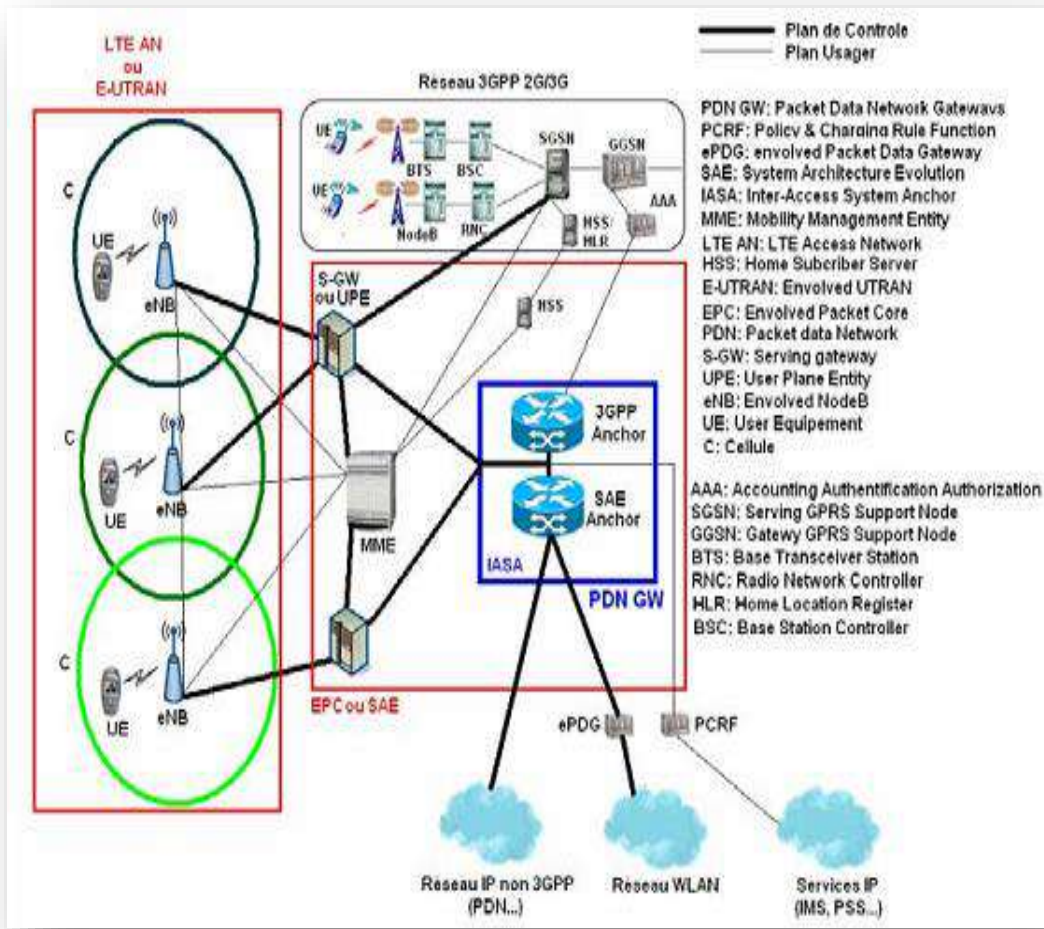 LTE AN
ou
E-UTRAN
Plan de Controle
Plan Usager
Reseau 3GPP 2G/3G
UE
BTS
BSC
SGSN
GGSN
AAA
UE
NodeB
RNC
HSS/
HLR
PDN GW: Packet Data Network Gateways
PCRF: Policy & Charging Rule Function
ePDG: envolved Packet Data Gateway
SAE: System Architecture Evolution
IASA: Inter-Access System Anchor
MME: Mobility Management Entity
LTE AN: LTE Access Network
HSS: Home Subcriber Server
E-UTRAN: Envolved UTRAN
EPC: Envolved Packet Core
PDN: Packet data Network
S-GW: Serving gateway
UPE: User Plane Entity
eNB: Envolved NodeB
UE: User Equipement
C: Cellule
AAA: Accounting Authentification Authorization
SGSN: Serving GPRS Support Node
GGSN: Gatewy GPRS Support Node
BTS: Base Transceiver Station
RNC: Radio Network Controller
HLR: Home Location Register
BSC: Base Station Controller
C
UE
eNB
C
UE
eNB
C
UE
eNB
S-GW
ou UPE
HSS
MME
3GPP
Anchor
SAE
Anchor
IASA
PDN GW
EPC ou SAE
ePDG
PCRF
Réseau IP non 3GPP
(PDN...)
Réseau WLAN
Services IP
(IMS, PSS...)